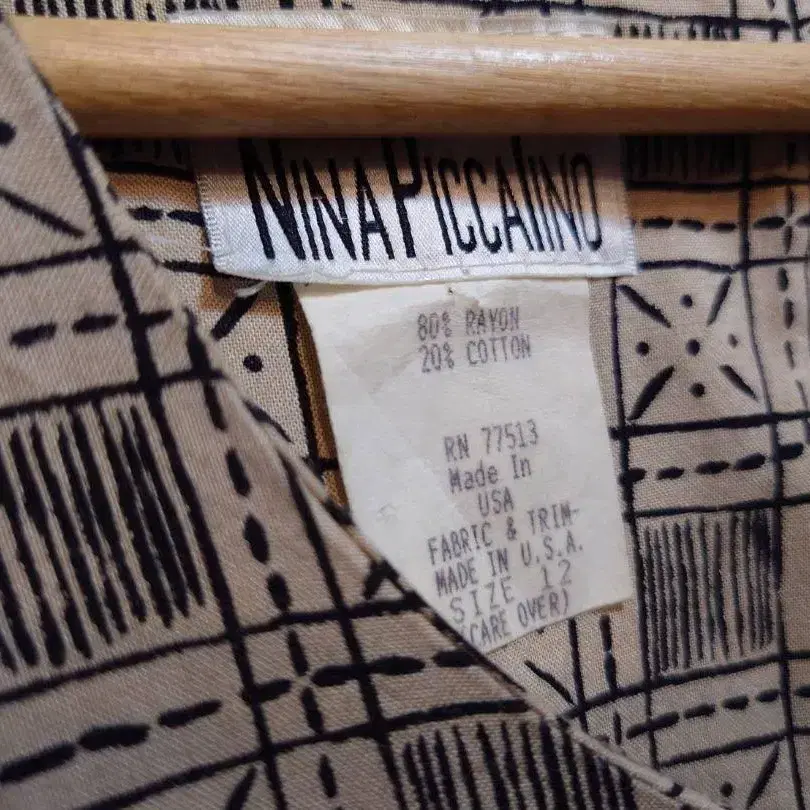 NINA PICCAlINO
80% RAYON
20% COTTON
RN 77513
Made In
USA
FABRIC & TRIM-
MADE IN U.S.A.
SIZE 12
(CARE OVER)